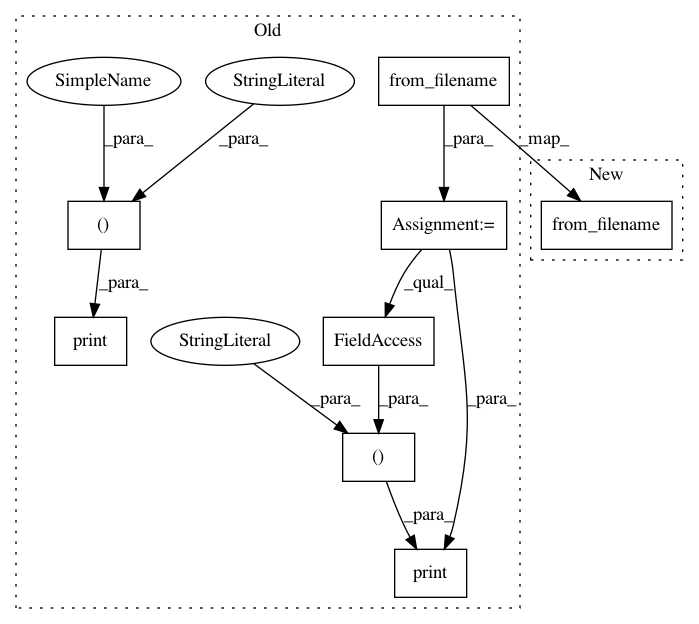 Old
SimpleName
StringLiteral
from_filename
_para_
_para_
_para_
_map_
New
()
Assignment:=
from_filename
_para_
_qual_
print
StringLiteral
FieldAccess
_para_
_para_
_para_
()
_para_
print